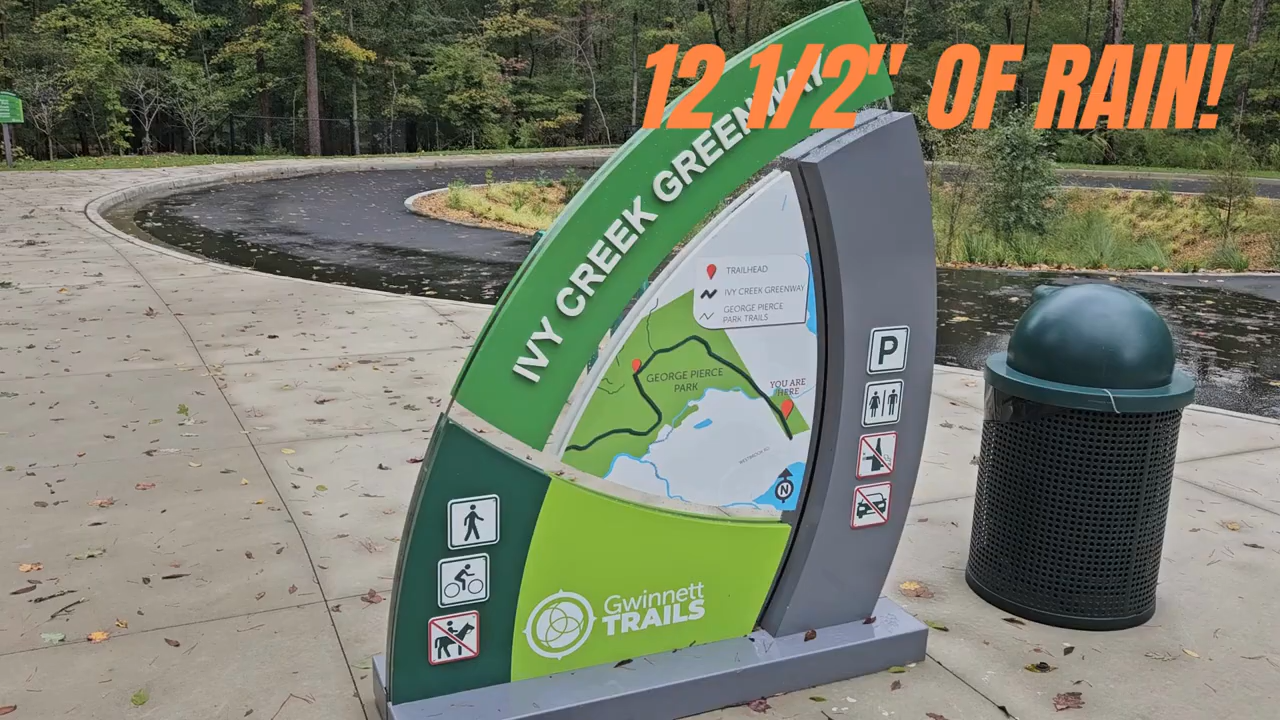 12 1/2" OF RAIN!
IVY CREEK GREENWAY
TRAILHEAD
IVY CREEK GREENWAY
GEORGE PIERCE
PARK TRAILS
GEORGE PIERCE
PARK
YOU ARE
HERE
N
P
Gwinnett
TRAILS